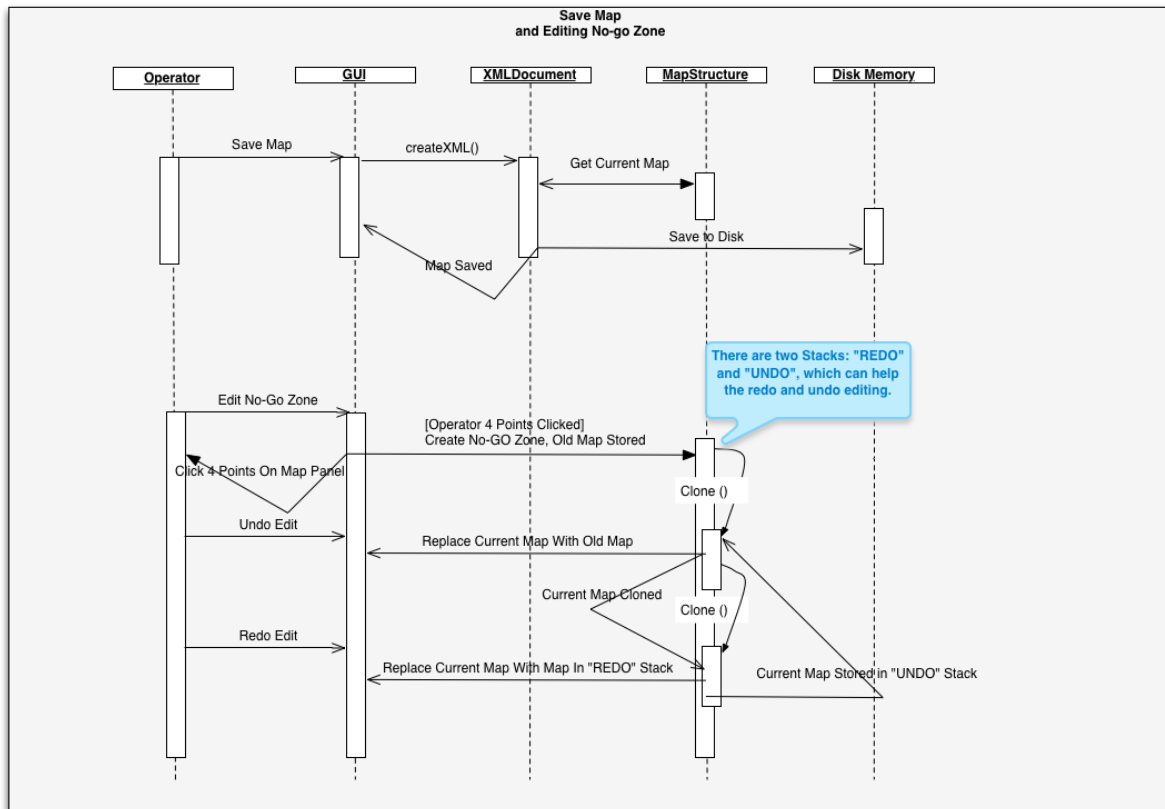 Save Map
and Editing No-go Zone
Operator
GUI
XMLDocument
MapStructure
Disk Memory
Save Map
createXML()
Get Current Map
Save to Disk
Map Saved
There are two Stacks: "REDO"
and "UNDO", which can help
the redo and undo editing.
Edit No-Go Zone
[Operator 4 Points Clicked]
Create No-GO Zone, Old Map Stored
Click 4 Points On Map Panel
Clone ()
Undo Edit
Replace Current Map With Old Map
Current Map Cloned
Clone ()
Redo Edit
Replace Current Map With Map In "REDO" Stack
Current Map Stored in "UNDO" Stack